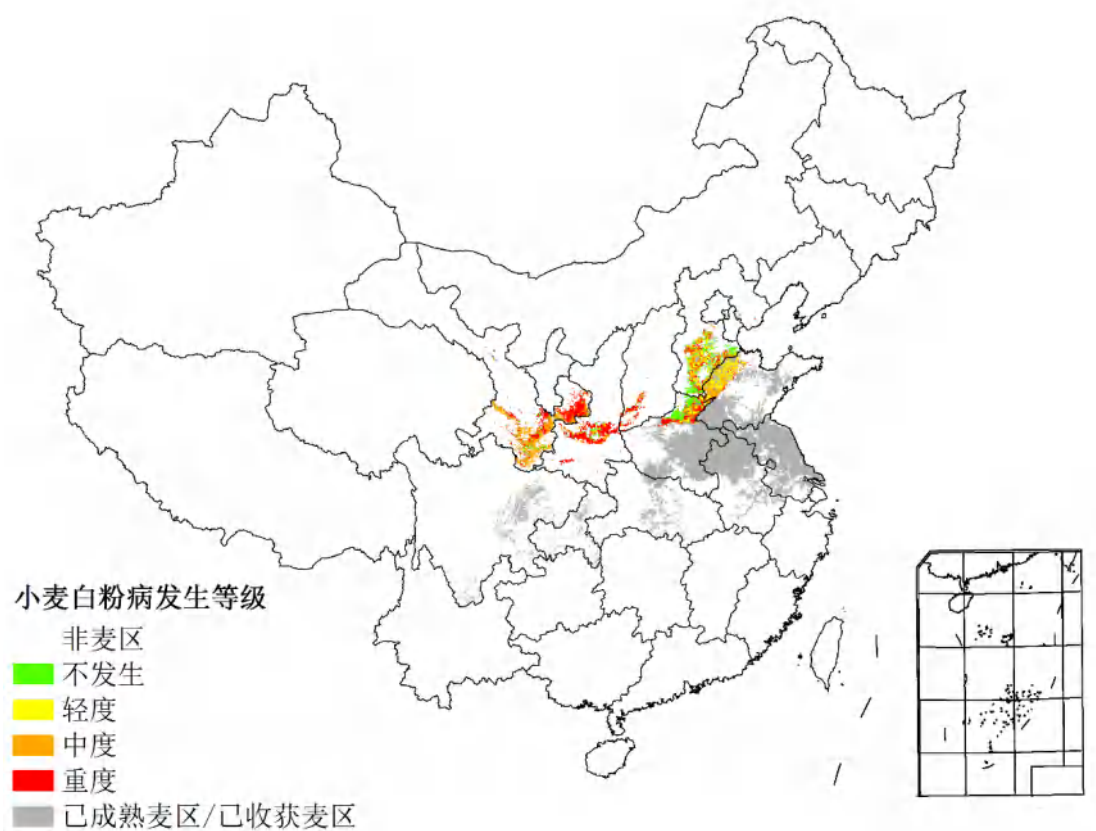 小麦白粉病发生等级
非麦区
不发生
轻度
中度
重度
已成熟麦区/已收获麦区